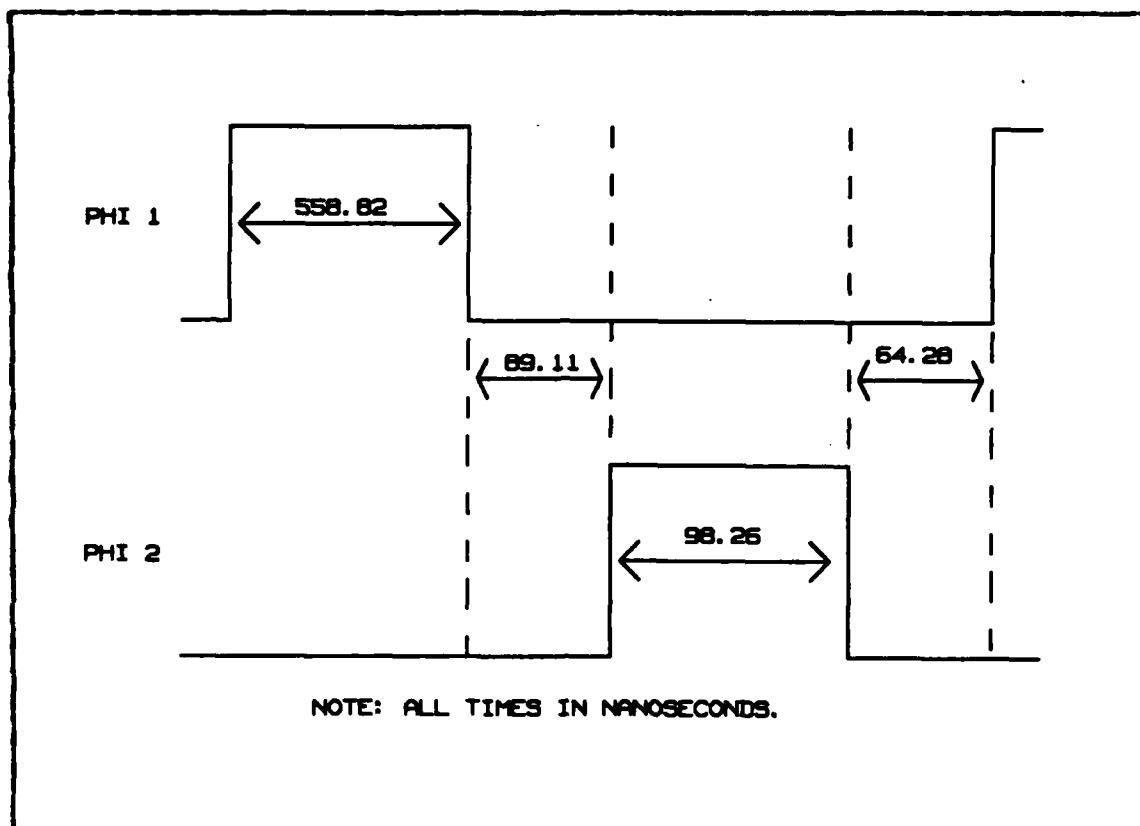 PHI 1
558.82
89.11
64.28
PHI 2
98.26
NOTE: ALL TIMES IN NANOSECONDS.